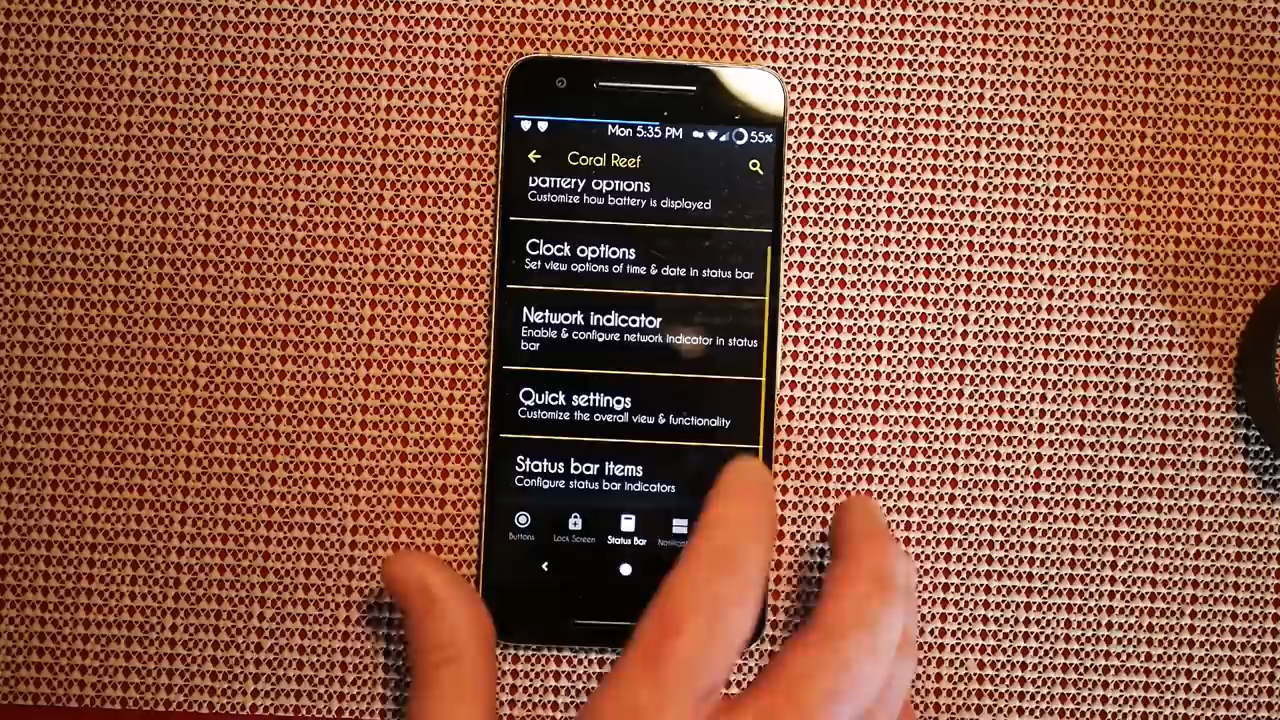 Mon 5:35 PM 55%
Coral Reef
Battery options
Customize how battery is displayed
Clock options
Set view options of time & date in status bar
Network indicator
Enable & configure network indicator in status
bar
Quick settings
Customize the overall view & functionality
Status bar items
Configure status bar indicators
Buttons Lock Screen Status Bar